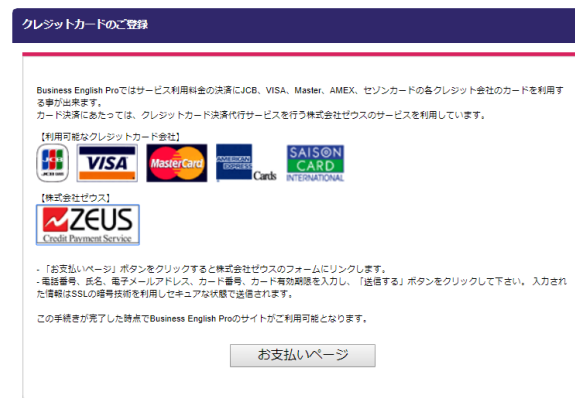 クレジットカードのご登録
Business English Proではサービス利用料金の決済にJCB、VISA、Master、AMEX、セゾンカードの各クレジット会社のカードを利用す
る事が出来ます。
カード決済にあたっては、クレジットカード決済代行サービスを行う株式会社ゼウスのサービスを利用しています。
【利用可能なクレジットカード会社】
JCB VISA MasterCard AMERICAN EXPRESS Cards SAISON CARD INTERNATIONAL
【株式会社ゼウス】
ZEUS
Credit Payment Service
- 「お支払いページ」ボタンをクリックすると株式会社ゼウスのフォームにリンクします。
- 電話番号、氏名、電子メールアドレス、カード番号、カード有効期限を入力し、「送信する」ボタンをクリックして下さい。 入力され
た情報はSSLの暗号技術を利用しセキュアな状態で送信されます。
この手続きが完了した時点でBusiness English Proのサイトがご利用可能となります。
お支払いページ